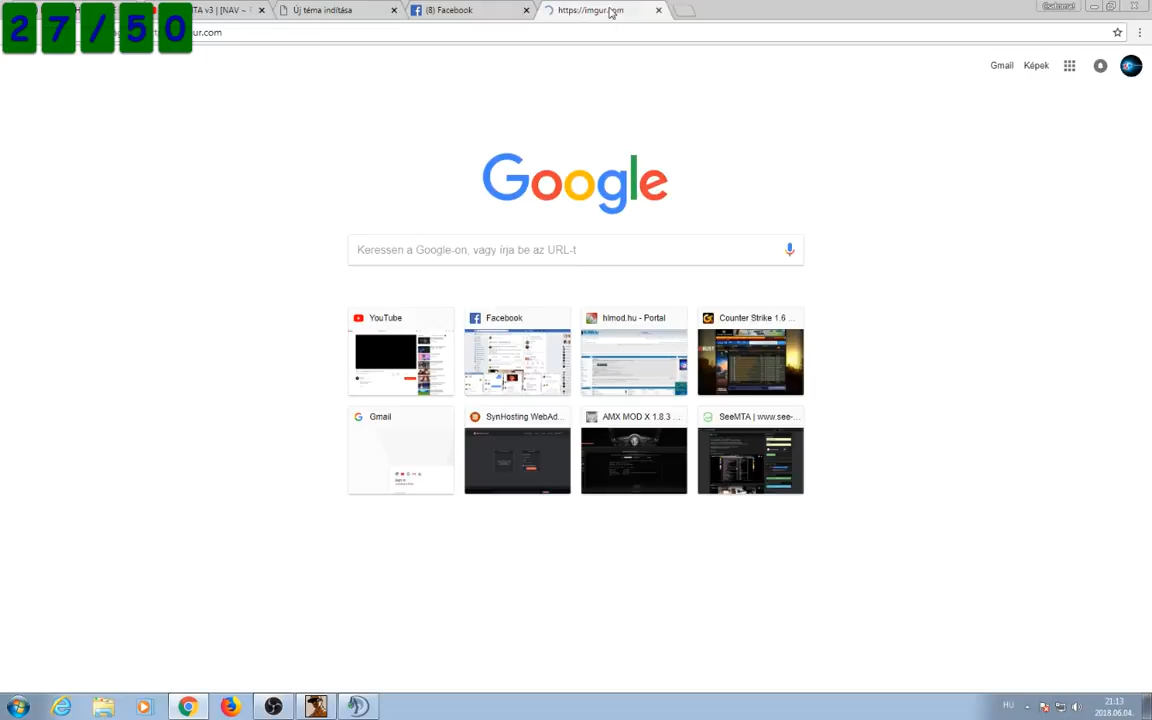 27/50
TA v3 | [NAV ~
Új téma indítása
(8) Facebook
https://imgur.com
ur.com
Gmail
Képek
Google
Keressen a Google-on, vagy írja be az URL-t
YouTube
Facebook
hlmod.hu - Portal
Counter Strike 1.6 ...
Gmail
SynHosting WebAd...
AMX MOD X 1.8.3 ...
SeeMTA | www.see-...
HU
21:13
2018.06.04.